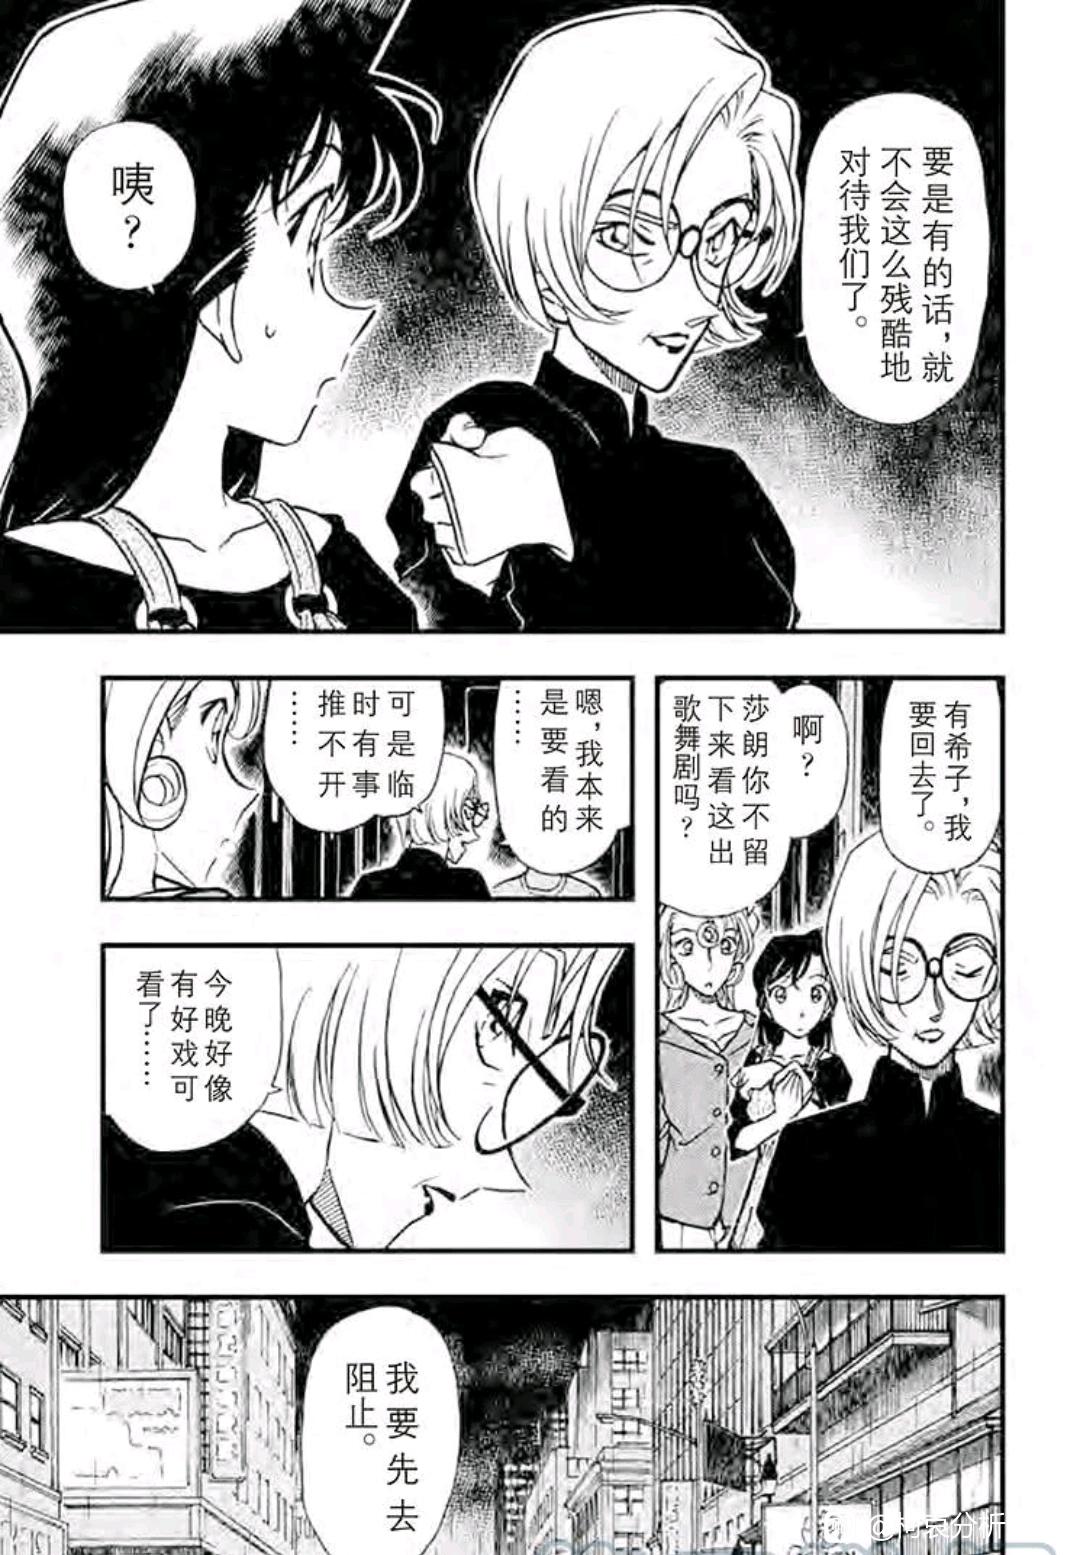 要是有的话，就
不会这么残酷地
对待我们了。
咦？
有希子，我
要回去了。
啊？
莎朗你不留
下来看这出
歌舞剧吗？
嗯，我本来
是要看的
……
可是临
时有事
推不开
……
今晚好像
有好戏可
看了……
我要先去
阻止。